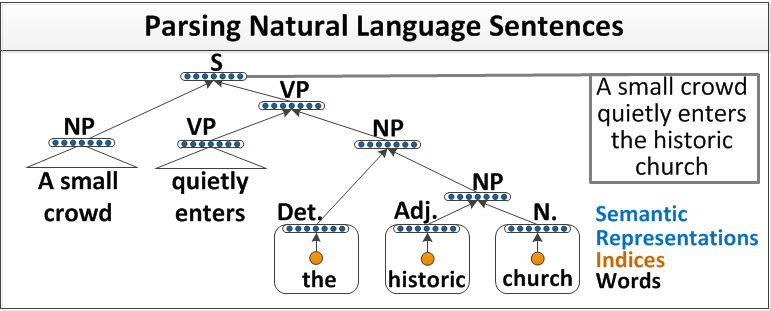 Parsing Natural Language Sentences
S
VP
A small crowd
quietly enters
the historic
church
NP
VP
NP
A small
crowd
quietly
enters
NP
Det.
Adj.
N.
the
historic
church
Semantic
Representations
Indices
Words